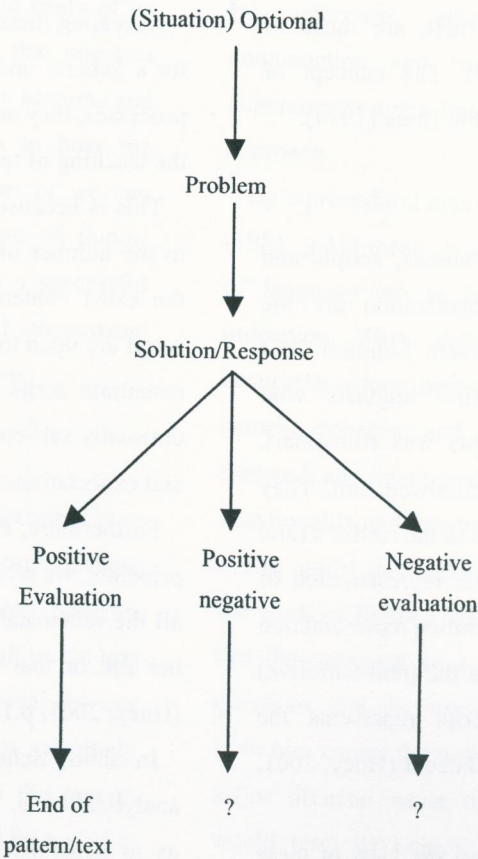 (Situation) Optional
Problem
Solution/Response
Positive
Evaluation
Positive
negative
Negative
evaluation
End of
pattern/text
?
?